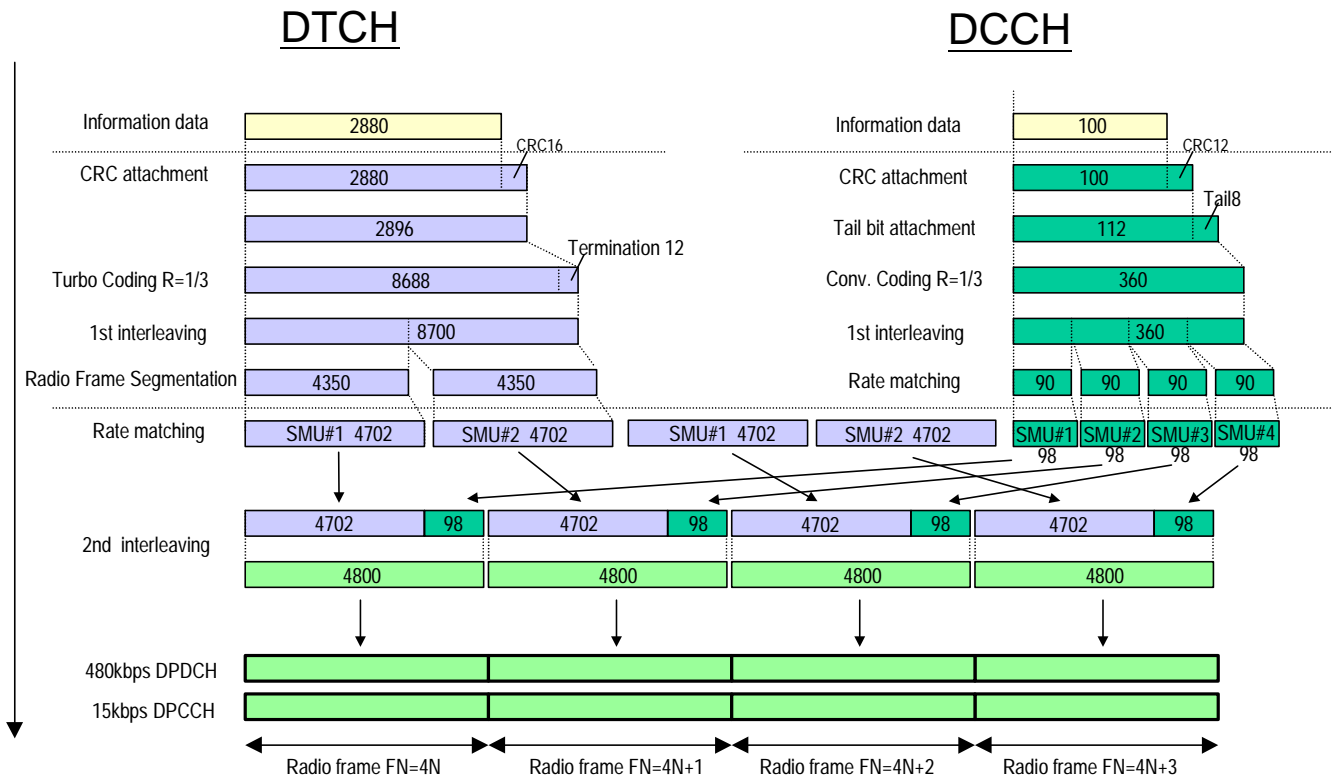 DTCH DCCH
Information data 2880 Information data 100
CRC16 CRC12
CRC attachment 2880 CRC attachment 100
Tail8
2896 Tail bit attachment 112
Termination 12
Turbo Coding R=1/3 8688 Conv. Coding R=1/3 360
1st interleaving 8700 1st interleaving 360
Radio Frame Segmentation 4350 4350 Rate matching 90 90 90 90
Rate matching SMU#1 4702 SMU#2 4702 SMU#1 4702 SMU#2 4702 SMU#1 SMU#2 SMU#3 SMU#4
98 98 98 98
4702 98 4702 98 4702 98 4702 98
2nd interleaving
4800 4800 4800 4800
480kbps DPDCH
15kbps DPCCH
Radio frame FN=4N Radio frame FN=4N+1 Radio frame FN=4N+2 Radio frame FN=4N+3